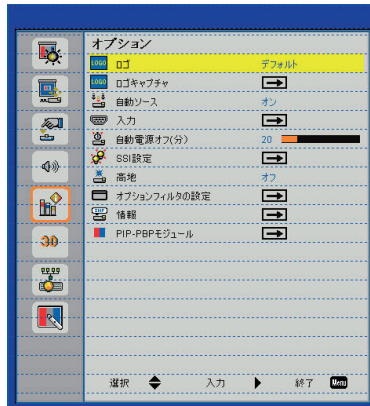 オプション
LOGO ロゴ デフォルト
LOGO ロゴキャプチャ
自動ソース オン
入力
自動電源オフ(分) 20
SSI設定
高地 オフ
オプションフィルタの設定
情報
PIP-PBPモジュール
3D
選択 入力 終了 Menu